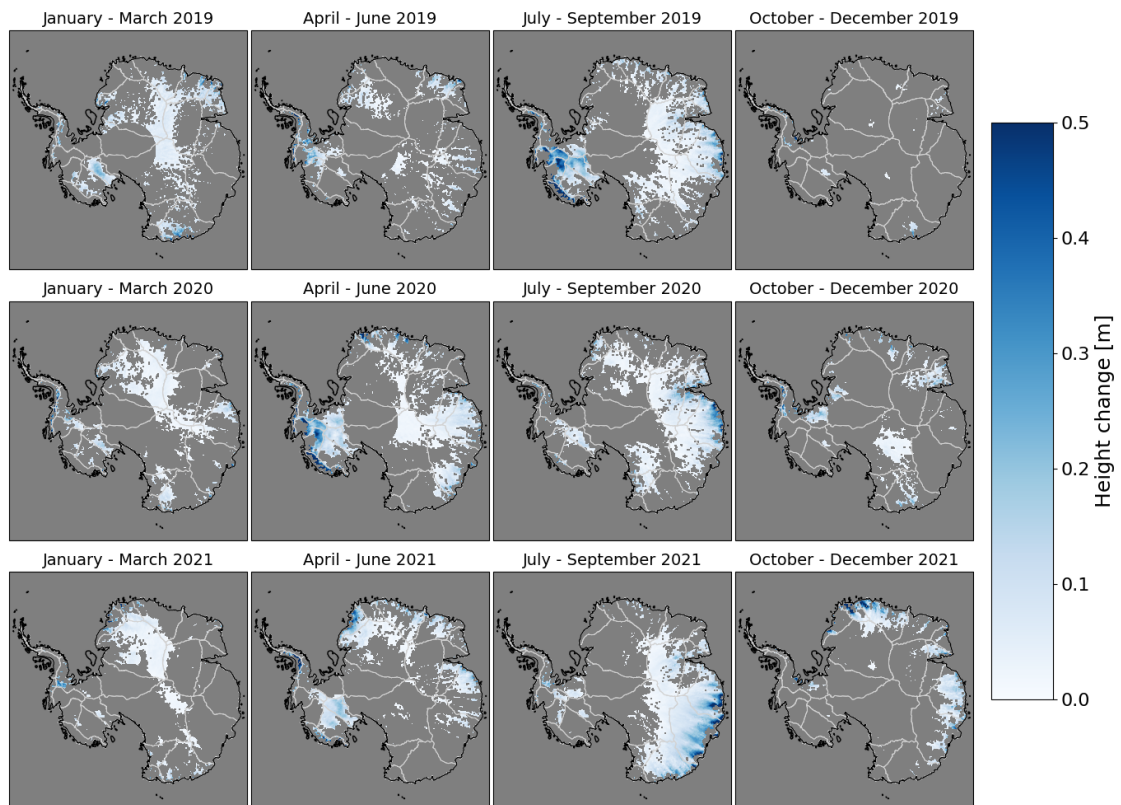 January - March 2019
April - June 2019
July - September 2019
October - December 2019
January - March 2020
April - June 2020
July - September 2020
October - December 2020
January - March 2021
April - June 2021
July - September 2021
October - December 2021
0.5
0.4
0.3
0.2
0.1
0.0
Height change [m]